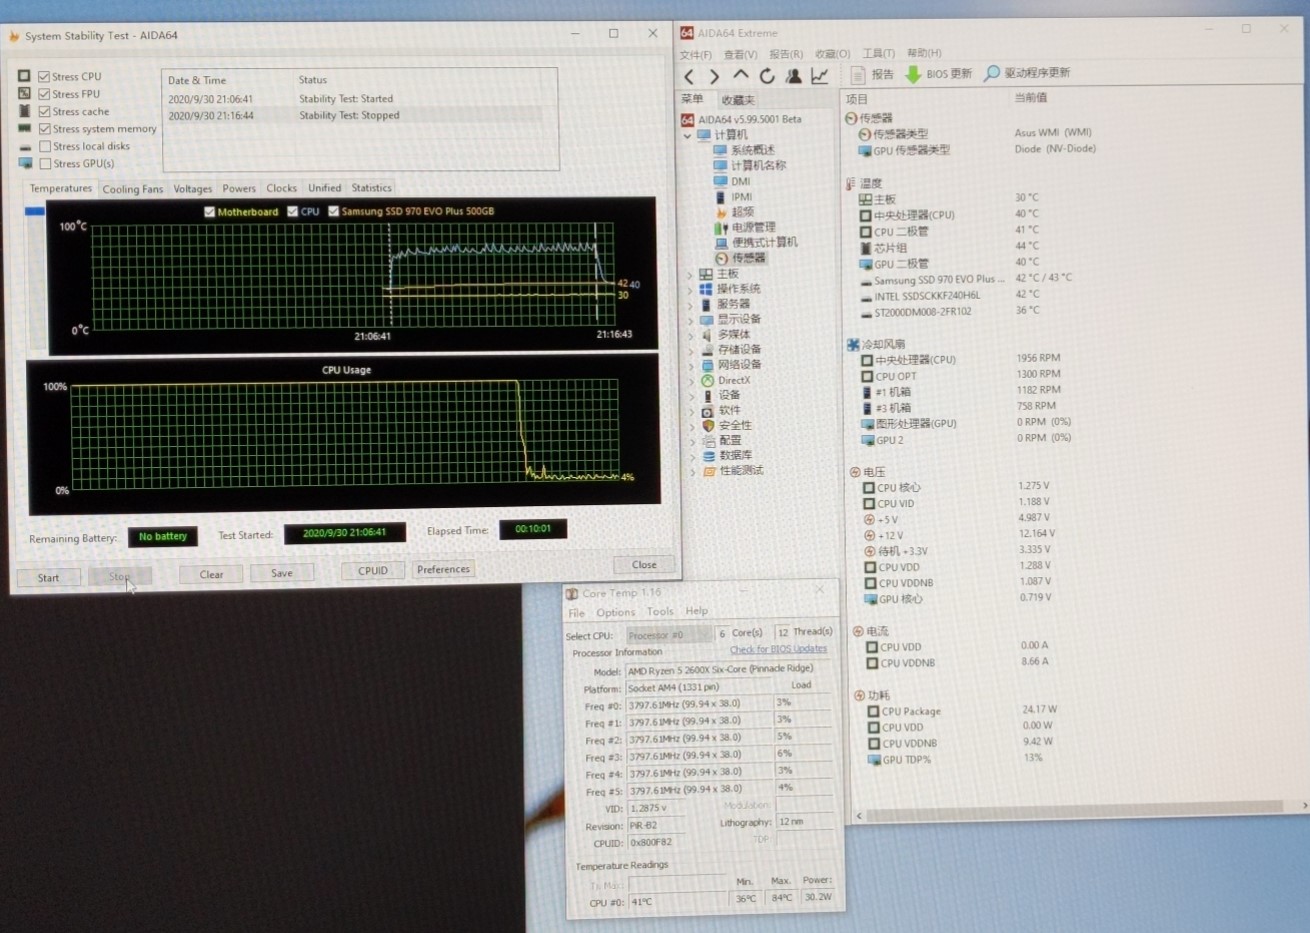 System Stability Test - AIDA64
Stress CPU
Stress FPU
Stress cache
Stress system memory
Stress local disks
Stress GPU(s)
Date & Time Status
2020/9/30 21:06:41 Stability Test: Started
2020/9/30 21:16:44 Stability Test: Stopped
Temperatures Cooling Fans Voltages Powers Clocks Unified Statistics
Motherboard CPU Samsung SSD 970 EVO Plus 500GB
100°C
42 40
30
0°C
21:06:41 21:16:43
CPU Usage
100%
4%
0%
Remaining Battery: No battery Test Started: 2020/9/30 21:06:41 Elapsed Time: 00:10:01
Start Stop Clear Save CPUID Preferences Close
64 AIDA64 Extreme
文件(F) 查看(V) 报告(R) 收藏(O) 工具(T) 帮助(H)
报告 BIOS 更新 驱动程序更新
菜单 收藏夹
64 AIDA64 v5.99.5001 Beta
计算机
系统概述
计算机名称
DMI
IPMI
超频
电源管理
便携式计算机
传感器
主板
操作系统
服务器
显示设备
多媒体
存储设备
网络设备
DirectX
设备
软件
安全性
配置
数据库
性能测试
项目 当前值
传感器
传感器类型 Asus WMI (WMI)
GPU 传感器类型 Diode (NV-Diode)
温度
主板 30 °C
中央处理器(CPU) 40 °C
CPU 二极管 41 °C
芯片组 44 °C
GPU 二极管 40 °C
Samsung SSD 970 EVO Plus ... 42 °C / 43 °C
INTEL SSDSCKKF240H6L 42 °C
ST2000DM008-2FR102 36 °C
冷却风扇
中央处理器(CPU) 1956 RPM
CPU OPT 1300 RPM
#1 机箱 1182 RPM
#3 机箱 758 RPM
图形处理器(GPU) 0 RPM (0%)
GPU 2 0 RPM (0%)
电压
CPU 核心 1.275 V
CPU VID 1.188 V
+5 V 4.987 V
+12 V 12.164 V
待机 +3.3V 3.335 V
CPU VDD 1.288 V
CPU VDDNB 1.087 V
GPU 核心 0.719 V
电流
CPU VDD 0.00 A
CPU VDDNB 8.66 A
功耗
CPU Package 24.17 W
CPU VDD 0.00 W
CPU VDDNB 9.42 W
GPU TDP% 13%
Core Temp 1.16
File Options Tools Help
Select CPU: Processor #0 6 Core(s) 12 Thread(s)
Processor Information Check for BIOS Updates
Model: AMD Ryzen 5 2600X Six-Core (Pinnade Ridge)
Platform: Socket AM4 (1331 pin) Load
Freq #0: 3797.61MHz (99.94 x 38.0) 3%
Freq #1: 3797.61MHz (99.94 x 38.0) 3%
Freq #2: 3797.61MHz (99.94 x 38.0) 5%
Freq #3: 3797.61MHz (99.94 x 38.0) 6%
Freq #4: 3797.61MHz (99.94 x 38.0) 3%
Freq #5: 3797.61MHz (99.94 x 38.0) 4%
VID: 1.2875 v Modulation:
Revision: PiR-B2 Lithography: 12 nm
CPUID: 0x800F82 TDP
Temperature Readings
Tj. Max: Min. Max. Power:
CPU #0: 41°C 36°C 84°C 30.2W